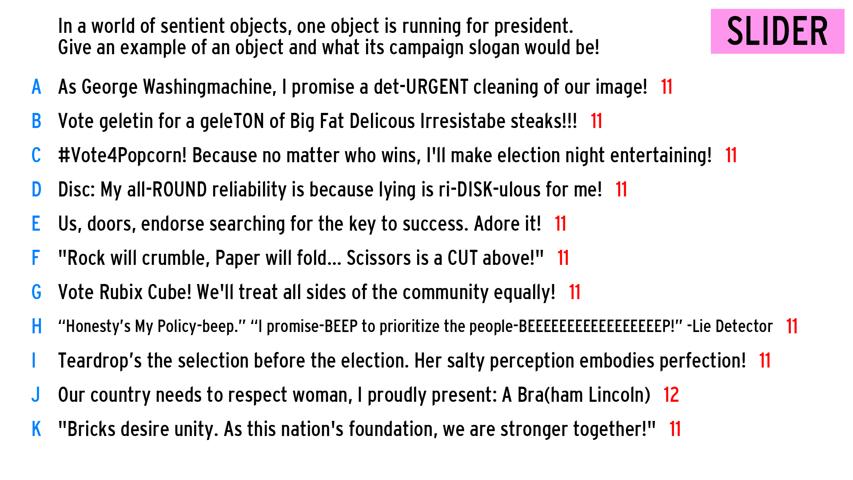 In a world of sentient objects, one object is running for president.
Give an example of an object and what its campaign slogan would be!
SLIDER
A As George Washingmachine, I promise a det-URGENT cleaning of our image! 11
B Vote geletin for a geleTON of Big Fat Delicous Irresistabe steaks!!! 11
C #Vote4Popcorn! Because no matter who wins, I'll make election night entertaining! 11
D Disc: My all-ROUND reliability is because lying is ri-DISK-ulous for me! 11
E Us, doors, endorse searching for the key to success. Adore it! 11
F "Rock will crumble, Paper will fold... Scissors is a CUT above!" 11
G Vote Rubix Cube! We'll treat all sides of the community equally! 11
H “Honesty’s My Policy-beep.” “I promise-BEEP to prioritize the people-BEEEEEEEEEEEEEEEEEP!” -Lie Detector 11
I Teardrop’s the selection before the election. Her salty perception embodies perfection! 11
J Our country needs to respect woman, I proudly present: A Bra(ham Lincoln) 12
K "Bricks desire unity. As this nation's foundation, we are stronger together!" 11